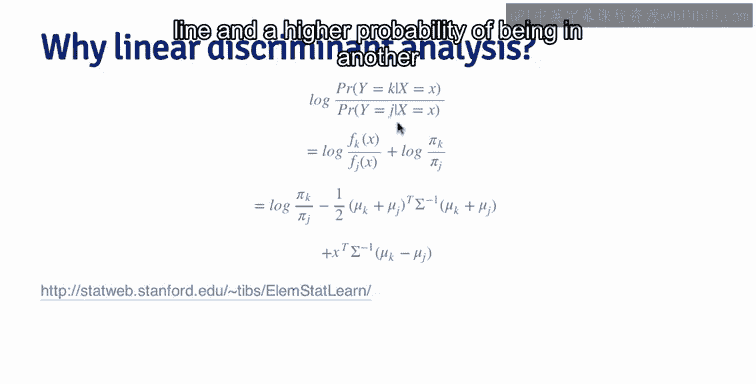 line and a higher probability of being in
another
Why linear discriminant analysis?
log Pr(Y = k|X = x) / Pr(Y = j|X = x)
= log f_k(x) / f_j(x) + log π_k / π_j
= log π_k / π_j − 1/2 (μ_k + μ_j)^T Σ^−1 (μ_k + μ_j)
+x^T Σ^−1 (μ_k − μ_j)
http://statweb.stanford.edu/~tibs/ElemStatLearn/